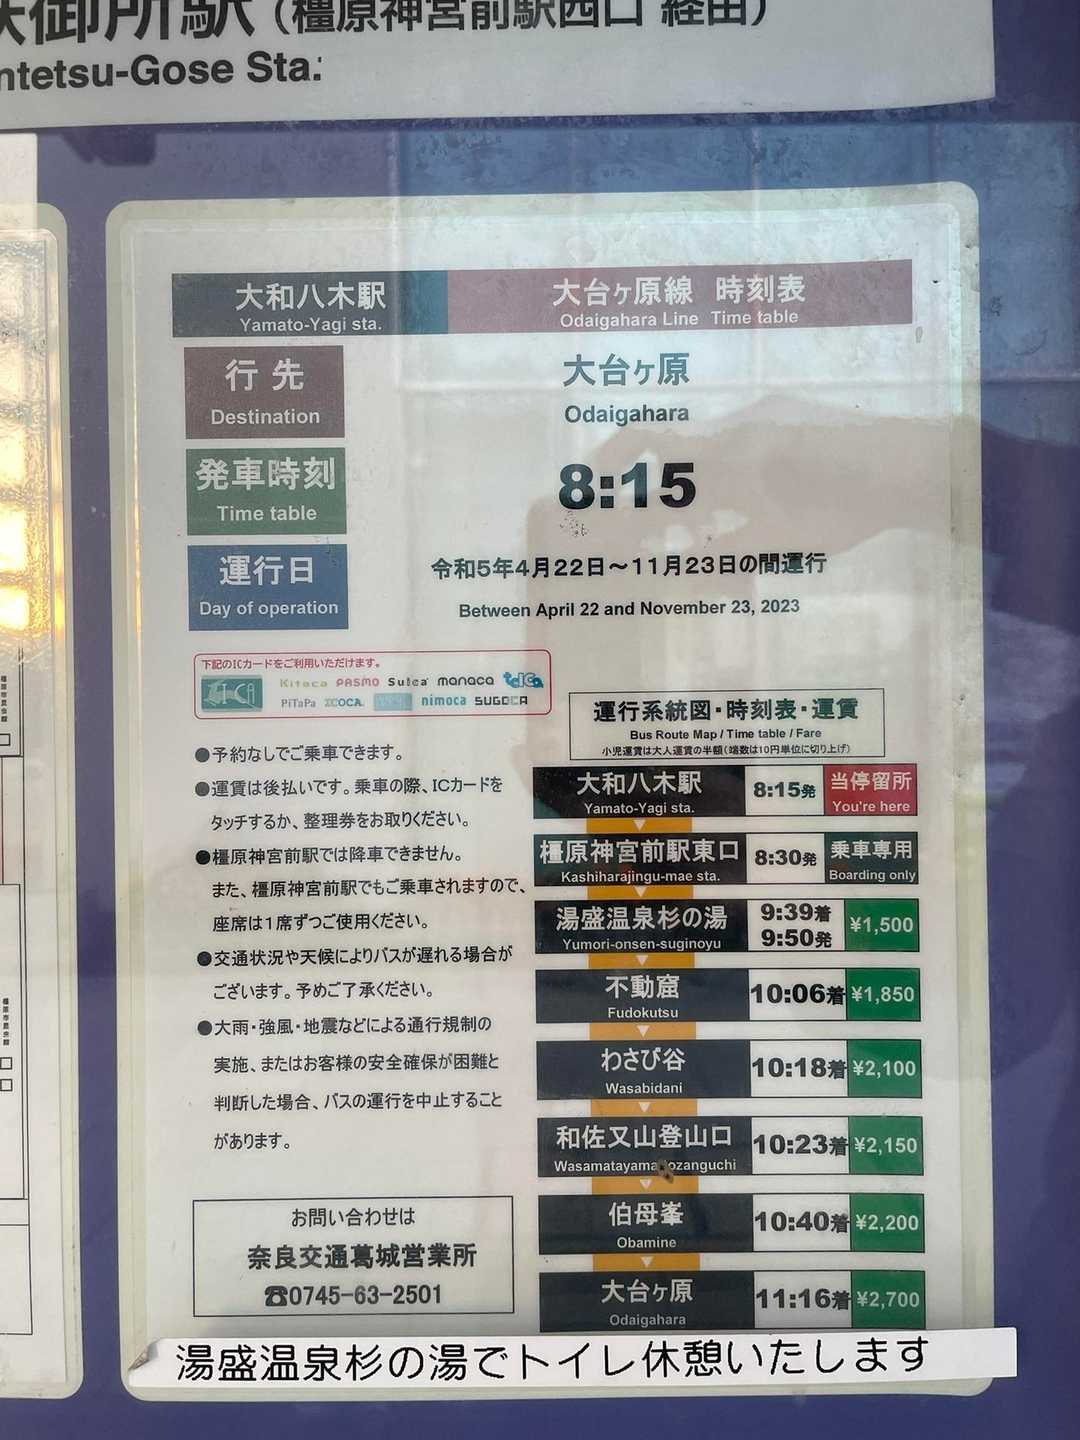 鉄御所駅（橿原神宮前駅西口 経由）
ntetsu-Gose Sta.
大和八木駅
Yamato-Yagi sta.
大台ヶ原線 時刻表
Odaigahara Line Time table
行先
Destination
大台ヶ原
Odaigahara
発車時刻
Time table
8:15
運行日
Day of operation
令和5年4月22日～11月23日の間運行
Between April 22 and November 23, 2023
下記のICカードをご利用いただけます。
Kitaca PASMO Suica manaca toICa
PiTaPa ICOCA nimoca SUGOCA
●予約なしでご乗車できます。
●運賃は後払いです。乗車の際、ICカードを
タッチするか、整理券をお取りください。
●橿原神宮前駅では降車できません。
また、橿原神宮前駅でもご乗車されますので、
座席は1席ずつご使用ください。
●交通状況や天候によりバスが遅れる場合が
ございます。予めご了承ください。
●大雨・強風・地震などによる通行規制の
実施、またはお客様の安全確保が困難と
判断した場合、バスの運行を中止すること
があります。
お問い合わせは
奈良交通葛城営業所
☎0745-63-2501
運行系統図・時刻表・運賃
Bus Route Map / Time table / Fare
小児運賃は大人運賃の半額（端数は10円単位に切り上げ）
大和八木駅 8:15発 当停留所
Yamato-Yagi sta. You're here
橿原神宮前駅東口 8:30発 乗車専用
Kashiharajingu-mae sta. Boarding only
湯盛温泉杉の湯 9:39着 ¥1,500
Yumori-onsen-suginoyu 9:50発
不動窟 10:06着 ¥1,850
Fudokutsu
わさび谷 10:18着 ¥2,100
Wasabidani
和佐又山登山口 10:23着 ¥2,150
伯母峯 10:40着 ¥2,200
Obamine
大台ヶ原 11:16着 ¥2,700
Odaigahara
湯盛温泉杉の湯でトイレ休憩いたします